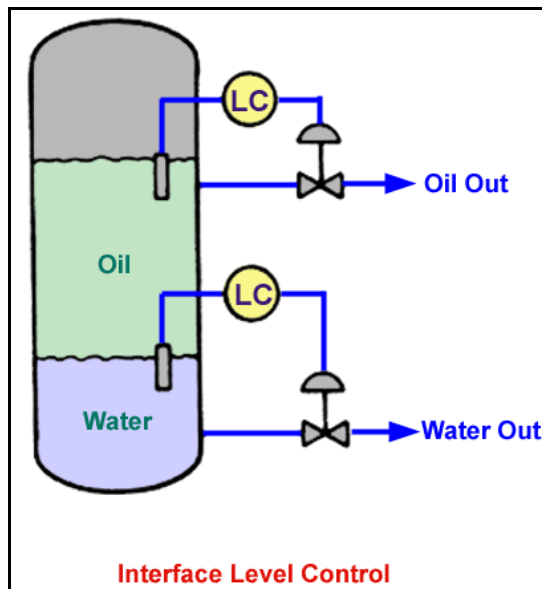 LC
Oil Out
Oil
LC
Water
Water Out
Interface Level Control